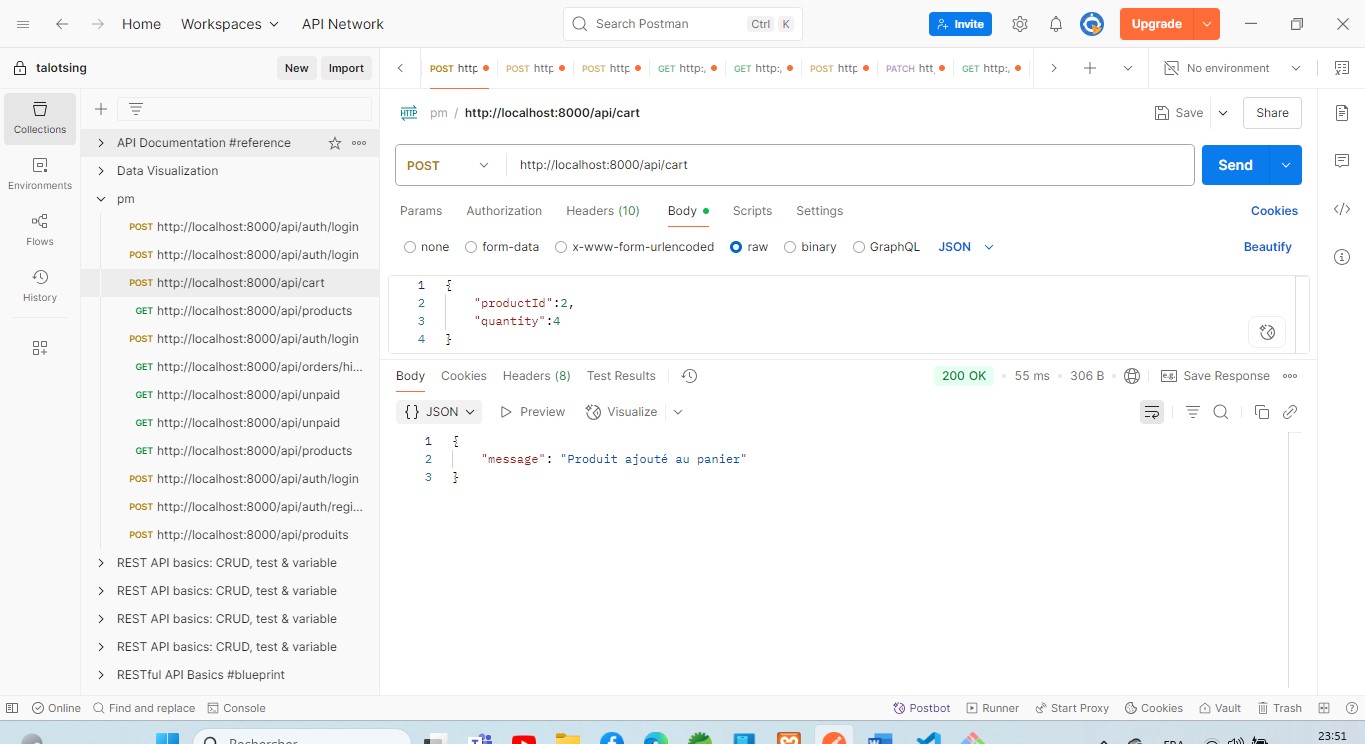 Home Workspaces API Network Search Postman Ctrl K Invite Upgrade
talotsing New Import POST http POST http POST http GET http:, GET http:, POST http PATCH htt, GET http:, No environment
Collections
Environments
Flows
History
API Documentation #reference
Data Visualization
pm
POST http://localhost:8000/api/auth/login
POST http://localhost:8000/api/auth/login
POST http://localhost:8000/api/cart
GET http://localhost:8000/api/products
POST http://localhost:8000/api/auth/login
GET http://localhost:8000/api/orders/hi...
GET http://localhost:8000/api/unpaid
GET http://localhost:8000/api/unpaid
GET http://localhost:8000/api/products
POST http://localhost:8000/api/auth/login
POST http://localhost:8000/api/auth/regi...
POST http://localhost:8000/api/produits
REST API basics: CRUD, test & variable
REST API basics: CRUD, test & variable
REST API basics: CRUD, test & variable
REST API basics: CRUD, test & variable
RESTful API Basics #blueprint
HTTP pm / http://localhost:8000/api/cart Save Share
POST http://localhost:8000/api/cart Send
Params Authorization Headers (10) Body Scripts Settings Cookies
none form-data x-www-form-urlencoded raw binary GraphQL JSON Beautify
1 {
2 "productId":2,
3 "quantity":4
4 }
Body Cookies Headers (8) Test Results 200 OK 55 ms 306 B e.g. Save Response
{} JSON Preview Visualize
1 {
2 "message": "Produit ajouté au panier"
3 }
Online Find and replace Console Postbot Runner Start Proxy Cookies Vault Trash
Rechercher 23:51